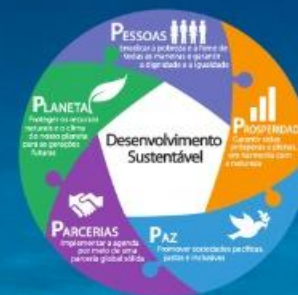 PESSOAS
Erradicar a pobreza e a fome de
todas as maneiras e garantir
a dignidade e a igualdade
PROSPERIDAD
Garantir vidas
prósperas e plenas,
em harmonia com
a natureza
PAZ
Promover sociedades pacíficas,
justas e inclusivas
PARCERIAS
Implementar a agenda
por meio de uma
parceria global sólida
PLANETA
Proteger os recursos
naturais e o clima
do nosso planeta
para as gerações
futuras
Desenvolvimento
Sustentável